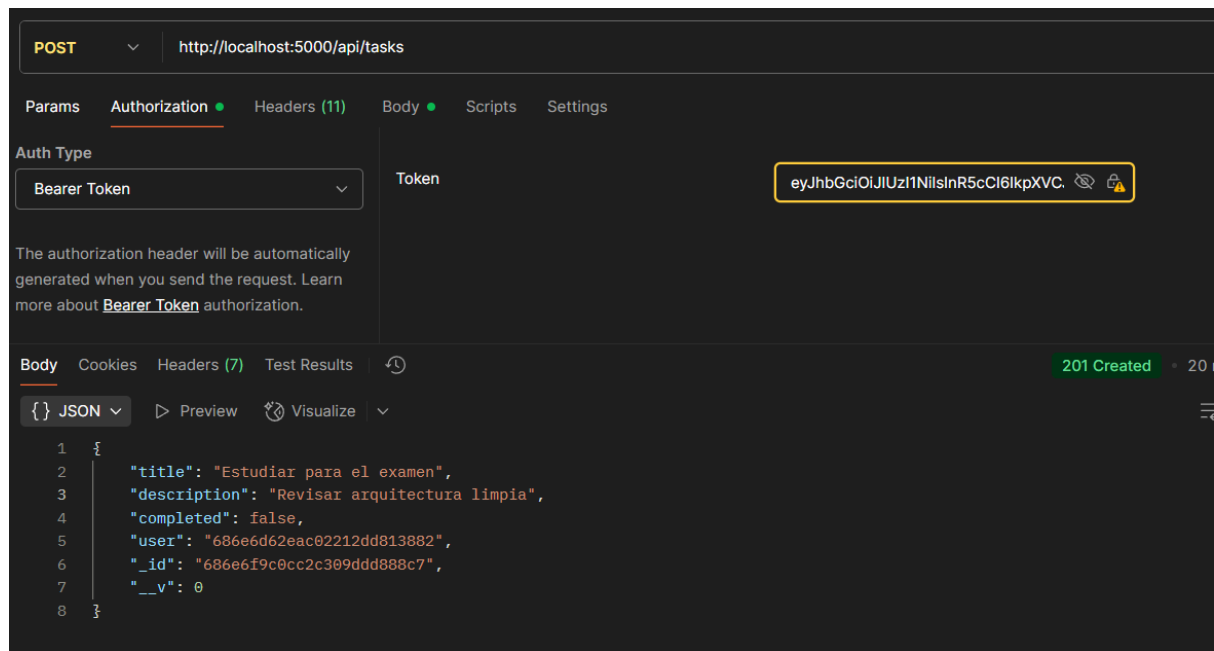 POST http://localhost:5000/api/tasks
Params Authorization Headers (11) Body Scripts Settings
Auth Type
Bearer Token
Token
eyJhbGciOiJIUzI1NiIsInR5cCI6IkpXVC.
The authorization header will be automatically
generated when you send the request. Learn
more about Bearer Token authorization.
Body Cookies Headers (7) Test Results
201 Created • 20
{} JSON Preview Visualize
1 {
2 "title": "Estudiar para el examen",
3 "description": "Revisar arquitectura limpia",
4 "completed": false,
5 "user": "686e6d62eac02212dd813882",
6 "_id": "686e6f9c0cc2c309ddd888c7",
7 "__v": 0
8 }